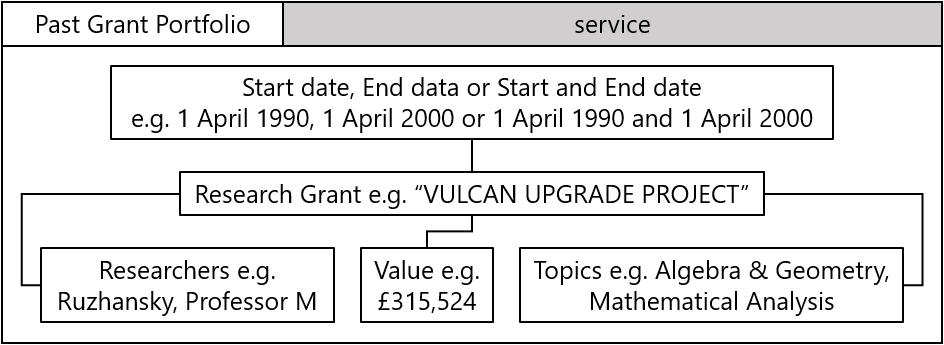 Past Grant Portfolio
service
Start date, End data or Start and End date
e.g. 1 April 1990, 1 April 2000 or 1 April 1990 and 1 April 2000
Research Grant e.g. “VULCAN UPGRADE PROJECT”
Researchers e.g.
Ruzhansky, Professor M
Value e.g.
£315,524
Topics e.g. Algebra & Geometry,
Mathematical Analysis